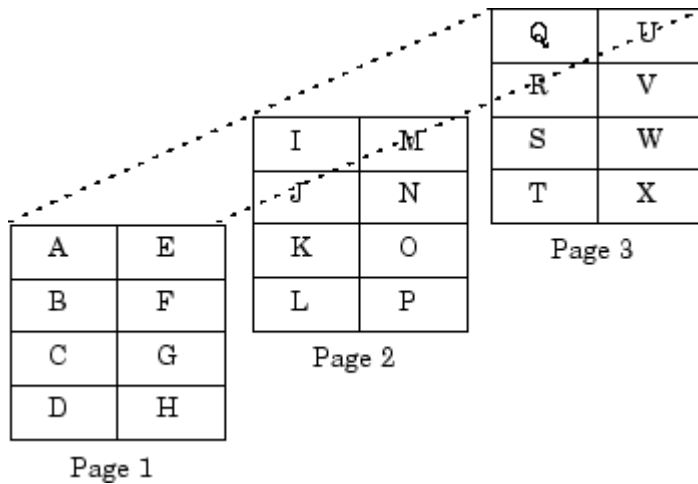 A E
B F
C G
D H
Page 1
I M
J N
K O
L P
Page 2
Q U
R V
S W
T X
Page 3